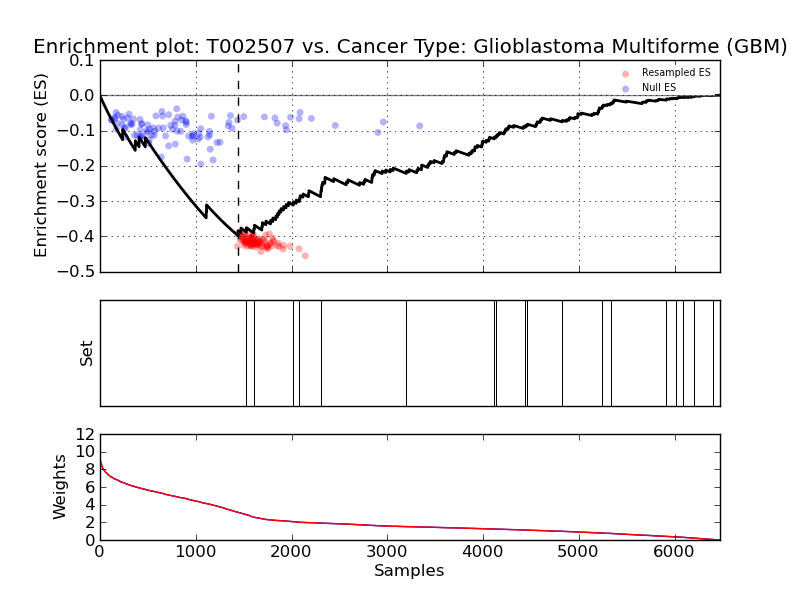 Enrichment plot: T002507 vs. Cancer Type: Glioblastoma Multiforme (GBM)
Enrichment score (ES)
0.1
0.0
−0.1
−0.2
−0.3
−0.4
−0.5
Resampled ES
Null ES
Set
Weights
12
10
8
6
4
2
0
0 1000 2000 3000 4000 5000 6000
Samples